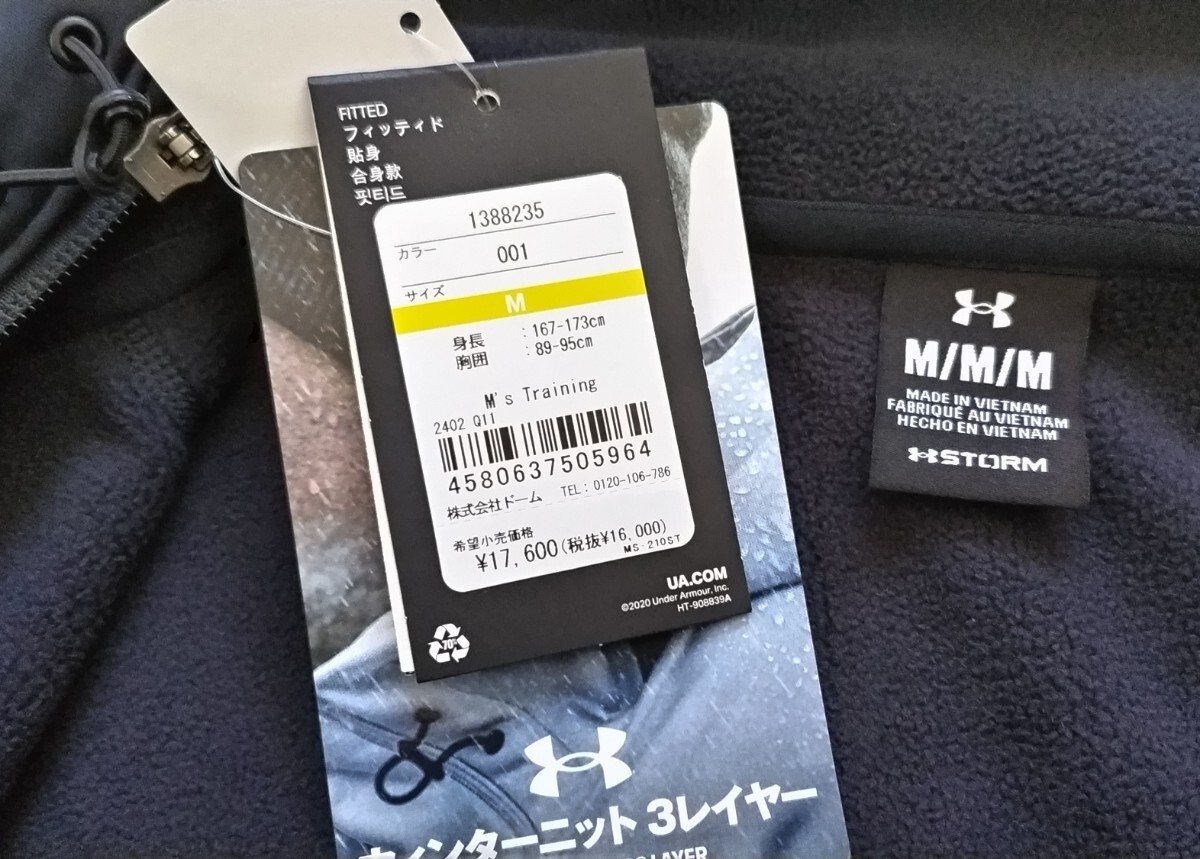 FITTED
フィッティド
貼身
合身款
핏티드
1388235
カラー 001
サイズ
M
身長 : 167-173cm
胸囲 : 89-95cm
M's Training
2402 Q11
4580637505964
株式会社ドーム TEL: 0120-106-786
希望小売価格
¥17,600(税抜¥16,000)
MS-210ST
UA.COM
©2020 Under Armour, Inc.
HT-908839A
70%
ウィンターニット 3レイヤー
LAYER
M/M/M
MADE IN VIETNAM
FABRIQUÉ AU VIETNAM
HECHO EN VIETNAM
STORM